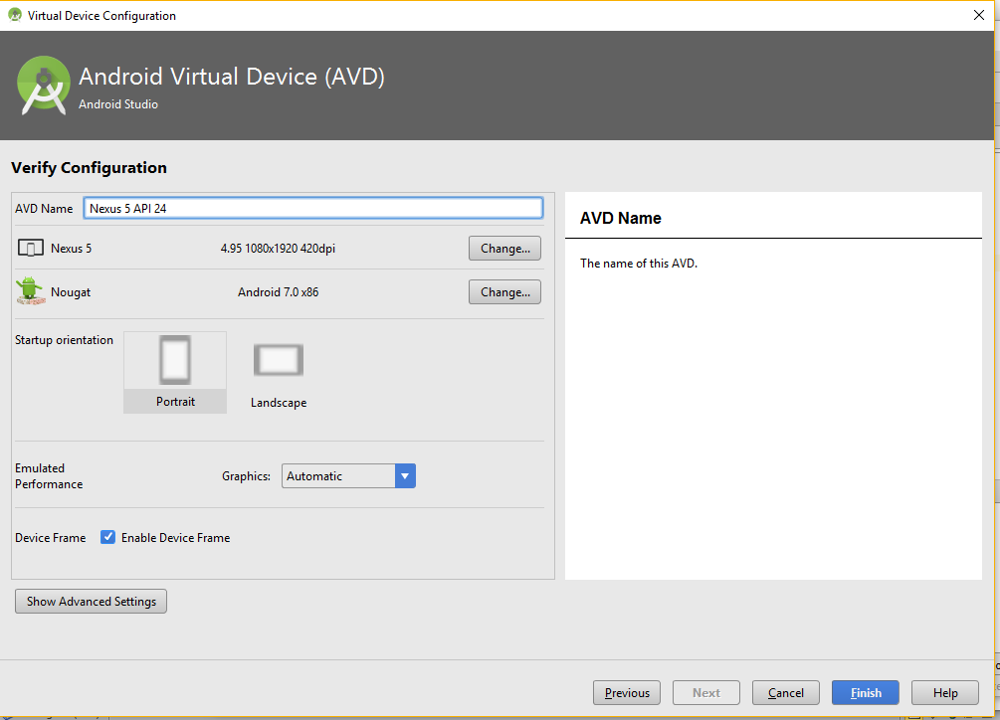 Virtual Device Configuration
Android Virtual Device (AVD)
Android Studio
Verify Configuration
AVD Name
Nexus 5 API 24
Nexus 5
4.95 1080x1920 420dpi
Change...
Nougat
Android 7.0 x86
Change...
Startup orientation
Portrait
Landscape
Emulated
Performance
Graphics:
Automatic
Device Frame
Enable Device Frame
Show Advanced Settings
AVD Name
The name of this AVD.
Previous
Next
Cancel
Finish
Help